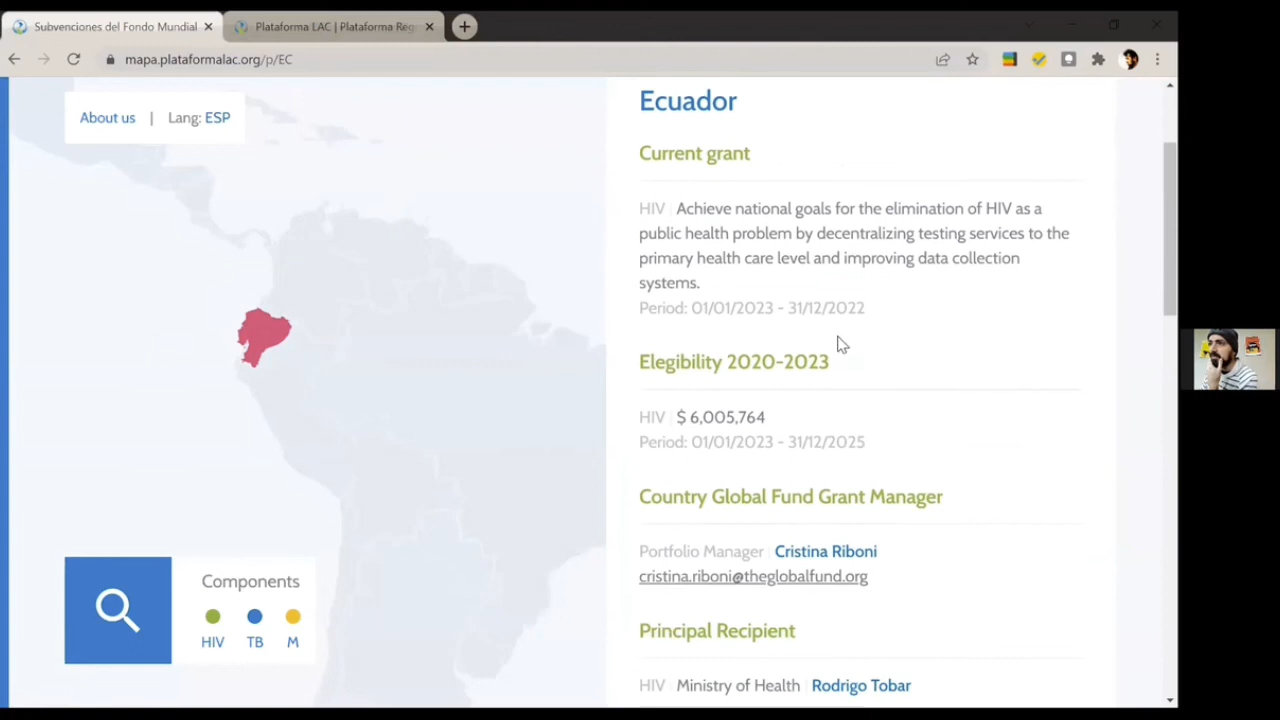 Subvenciones del Fondo Mundial
Plataforma LAC | Plataforma Reg
mapa.plataformalac.org/p/EC
About us | Lang: ESP
Ecuador
Current grant
HIV | Achieve national goals for the elimination of HIV as a
public health problem by decentralizing testing services to the
primary health care level and improving data collection
systems.
Period: 01/01/2023 - 31/12/2022
Elegibility 2020-2023
HIV | $ 6,005,764
Period: 01/01/2023 - 31/12/2025
Country Global Fund Grant Manager
Portfolio Manager | Cristina Riboni
cristina.riboni@theglobalfund.org
Principal Recipient
HIV | Ministry of Health | Rodrigo Tobar
Components
HIV TB M